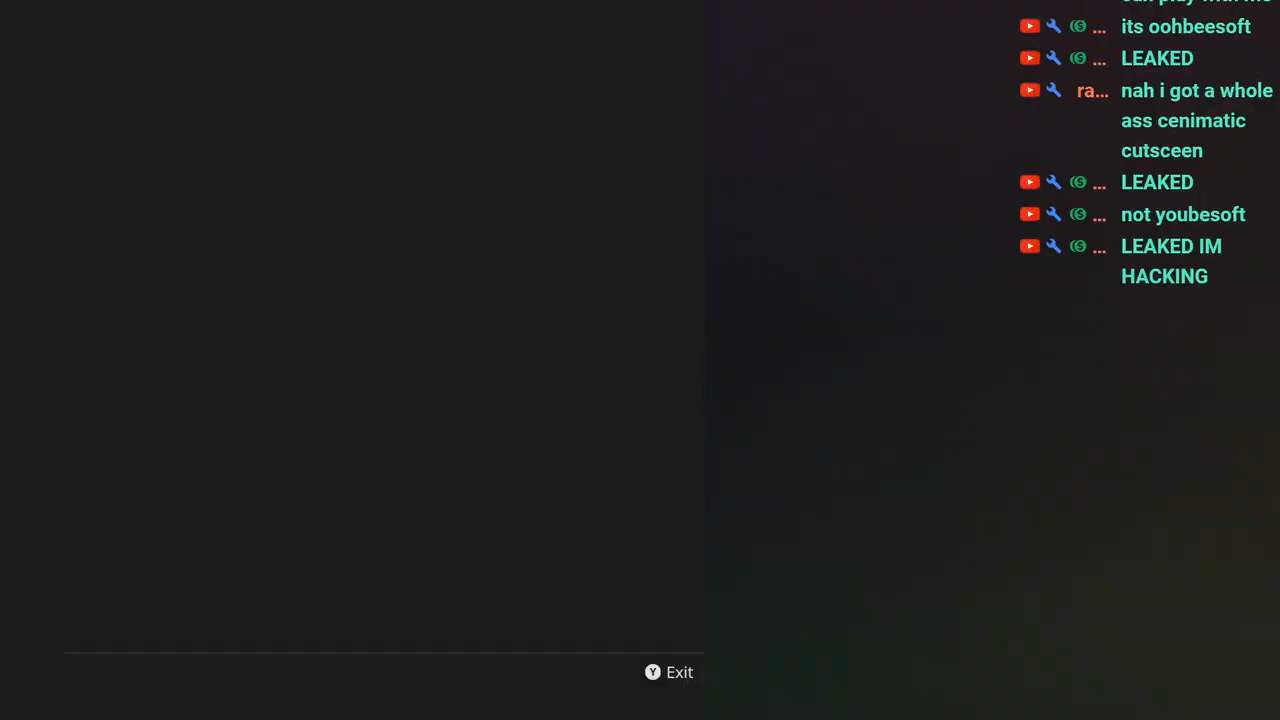 its oohbeesoft
LEAKED
ra... nah i got a whole
ass cenimatic
cutsceen
LEAKED
not youbesoft
LEAKED IM
HACKING
Y Exit